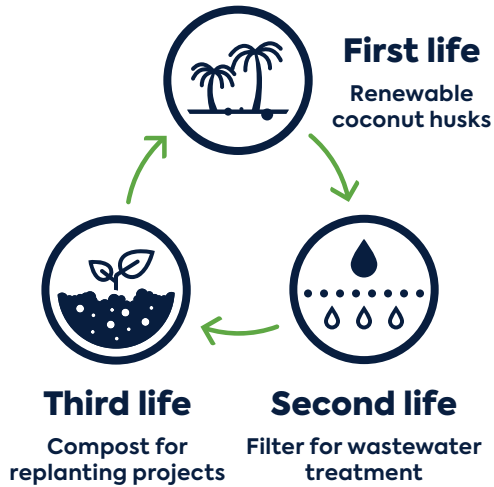 First life
Renewable
coconut husks
Third life
Compost for
replanting projects
Second life
Filter for wastewater
treatment